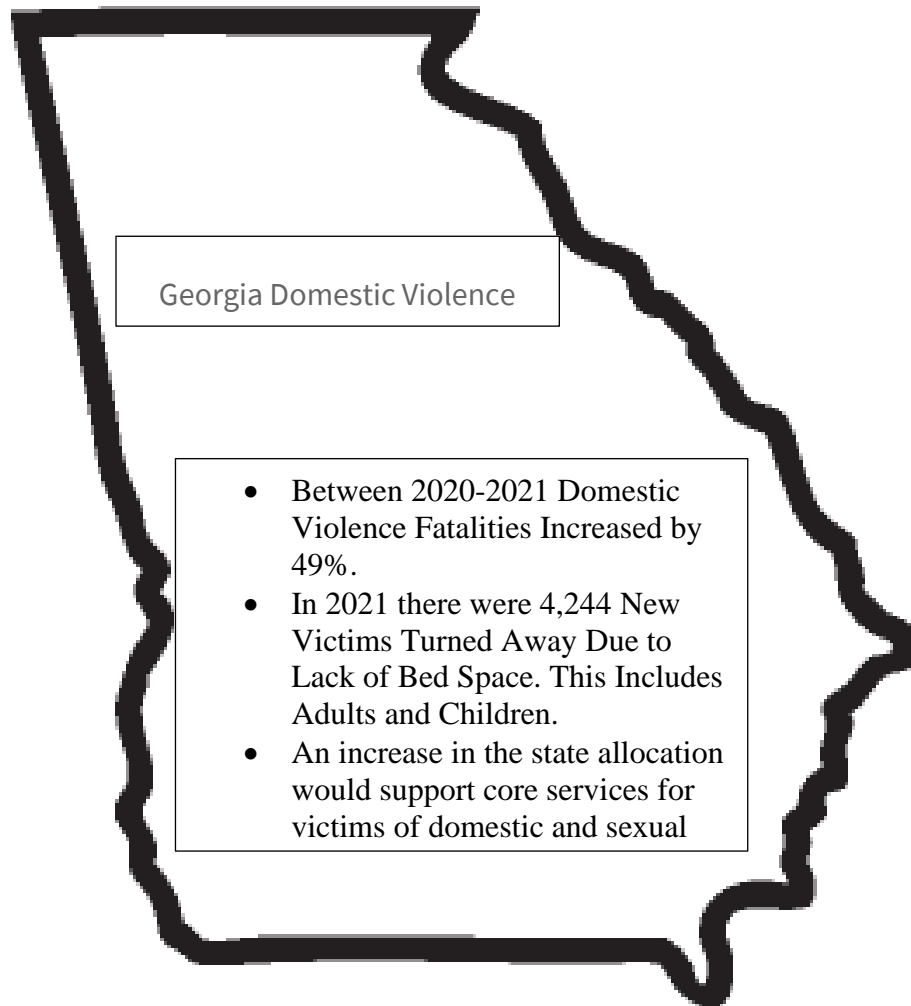 Georgia Domestic Violence
• Between 2020-2021 Domestic
Violence Fatalities Increased by
49%.
• In 2021 there were 4,244 New
Victims Turned Away Due to
Lack of Bed Space. This Includes
Adults and Children.
• An increase in the state allocation
would support core services for
victims of domestic and sexual